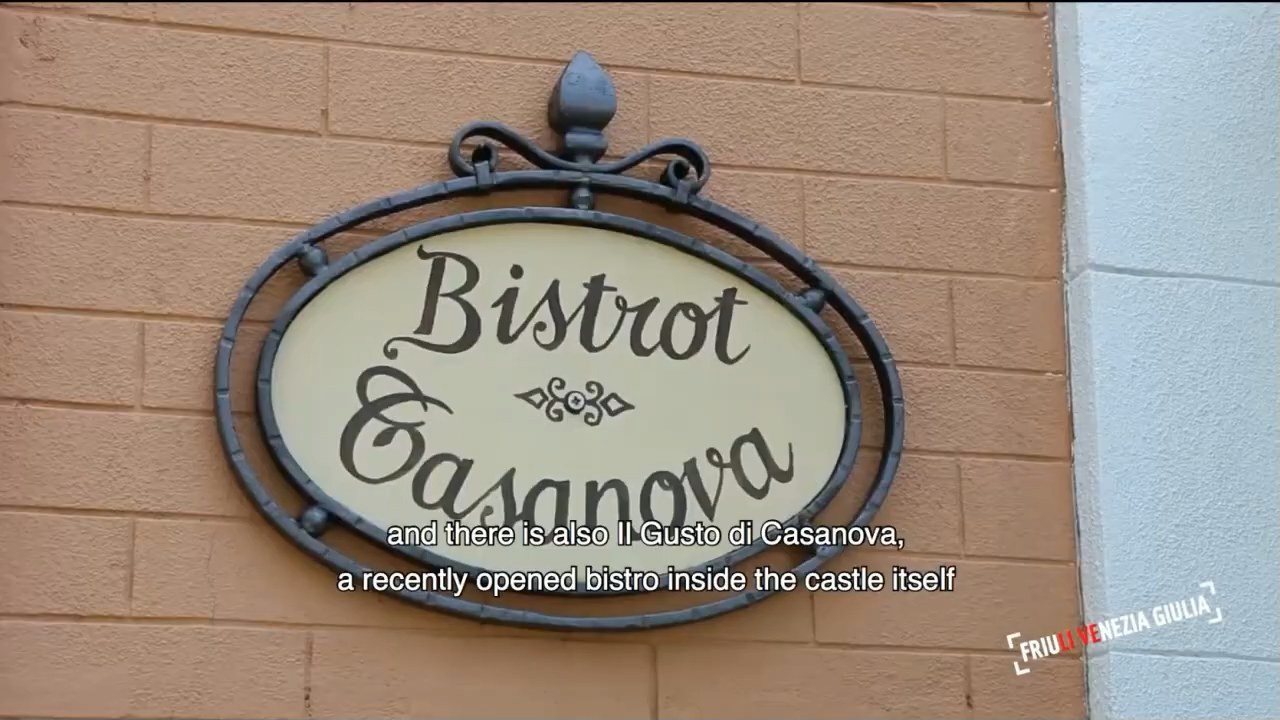 Bistrot
Casanova
and there is also Il Gusto di Casanova,
a recently opened bistro inside the castle itself
FRIULI VENEZIA GIULIA